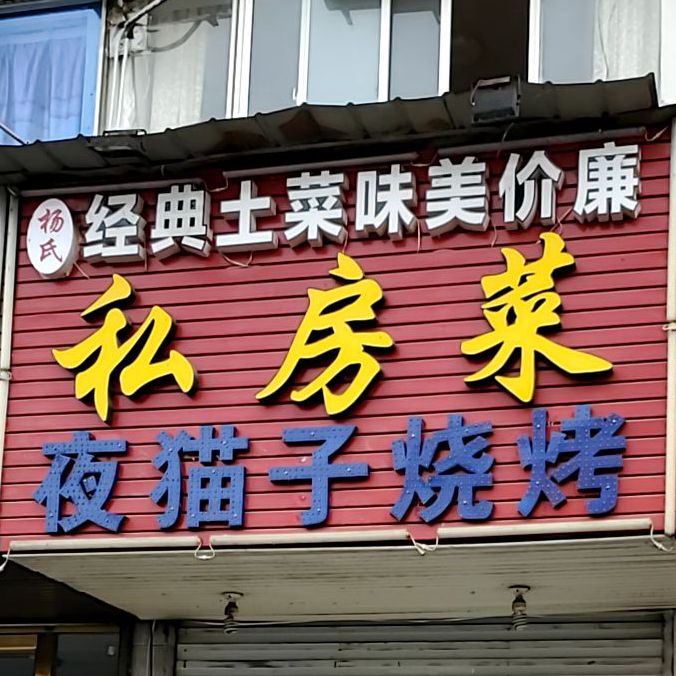 杨氏
经典土菜味美价廉
私房菜
夜猫子烧烤